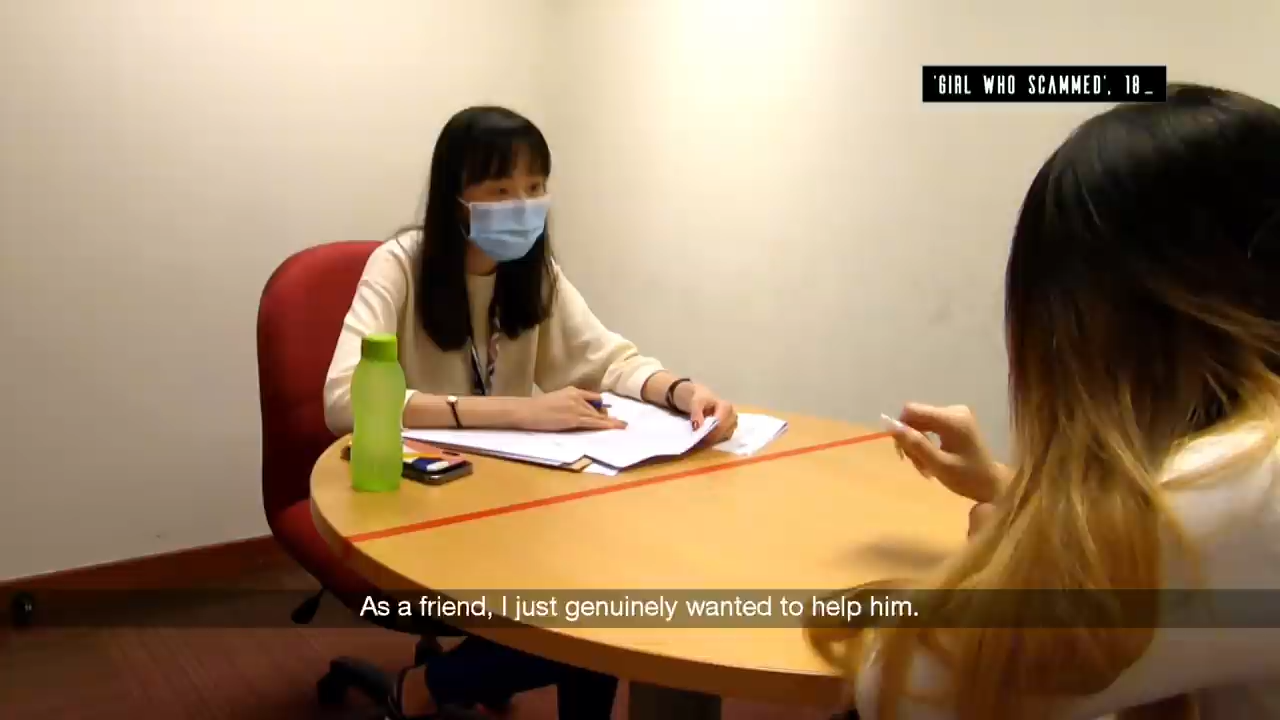 'GIRL WHO SCAMMED', 18_
As a friend, I just genuinely wanted to help him.